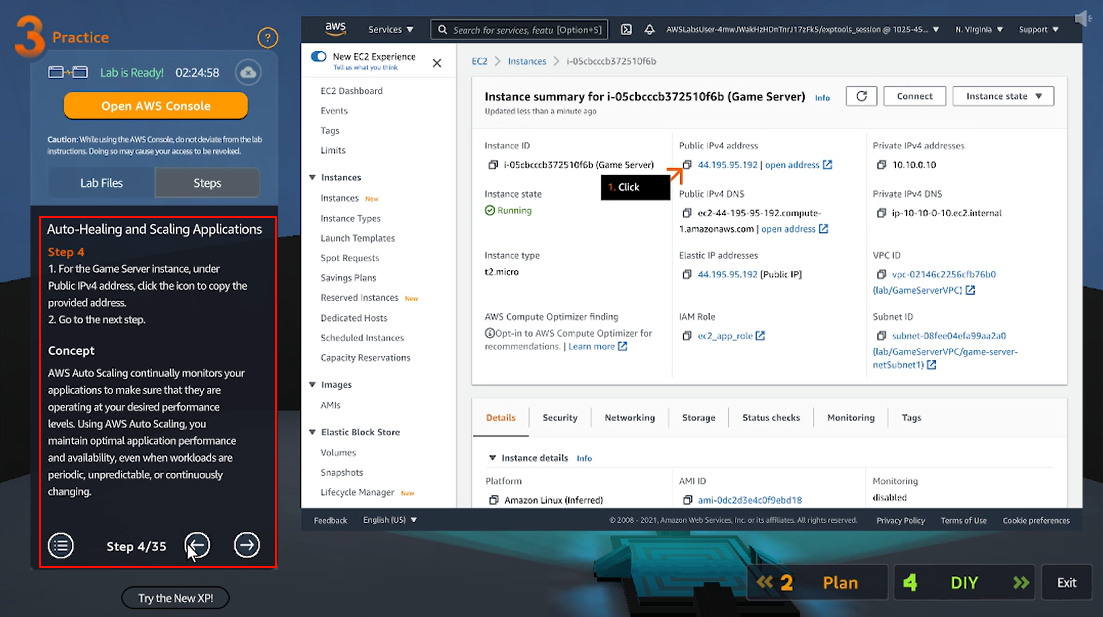 3 Practice
?
Lab is Ready! 02:24:58
Open AWS Console
Caution: While using the AWS Console, do not deviate from the lab
instructions. Doing so may cause your access to be revoked.
Lab Files
Steps
Auto-Healing and Scaling Applications
Step 4
1. For the Game Server instance, under
Public IPv4 address, click the icon to copy the
provided address.
2. Go to the next step.
Concept
AWS Auto Scaling continually monitors your
applications to make sure that they are
operating at your desired performance
levels. Using AWS Auto Scaling, you
maintain optimal application performance
and availability, even when workloads are
periodic, unpredictable, or continuously
changing.
Step 4/35
Try the New XP!
aws
Services
Search for services, featu [Option+S]
N. Virginia
Support
New EC2 Experience
Tell us what you think
EC2 Dashboard
Events
Tags
Limits
Instances
Instances New
Instance Types
Launch Templates
Spot Requests
Savings Plans
Reserved Instances New
Dedicated Hosts
Scheduled Instances
Capacity Reservations
Images
AMIs
Elastic Block Store
Volumes
Snapshots
Lifecycle Manager New
EC2 > Instances > i-05cbcccb372510f6b
Instance summary for i-05cbcccb372510f6b (Game Server) Info
Updated less than a minute ago
Connect
Instance state
Instance ID
i-05cbcccb372510f6b (Game Server)
Public IPv4 address
44.195.95.192 | open address
Private IPv4 addresses
10.10.0.10
1. Click
Instance state
Running
Public IPv4 DNS
ec2-44-195-95-192.compute-
1.amazonaws.com | open address
Private IPv4 DNS
ip-10-10-0-10.ec2.internal
Instance type
t2.micro
Elastic IP addresses
44.195.95.192 [Public IP]
VPC ID
vpc-02146c2256cfb76b0
(lab/GameServerVPC)
AWS Compute Optimizer finding
Opt-in to AWS Compute Optimizer for
recommendations. | Learn more
IAM Role
ec2_app_role
Subnet ID
subnet-08fee04efa99aa2a0
(lab/GameServerVPC/game-server-
netSubnet1)
Details
Security
Networking
Storage
Status checks
Monitoring
Tags
Instance details Info
Platform
Amazon Linux (Inferred)
AMI ID
ami-0dc2d3e4c0f9ebd18
Monitoring
disabled
Feedback
English (US)
© 2008 - 2021, Amazon Web Services, Inc. or its affiliates. All rights reserved.
Privacy Policy
Terms of Use
Cookie preferences
2 Plan
4 DIY
Exit